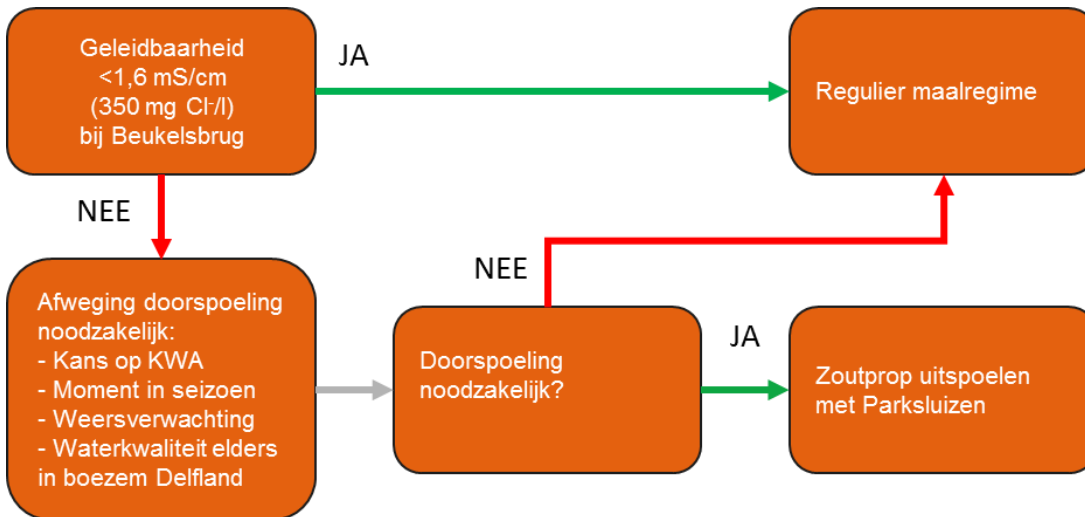 Geleidbaarheid
<1,6 mS/cm
(350 mg Cl⁻/l)
bij Beukelsbrug
JA
Regulier maalregime
NEE
Afweging doorspoeling
noodzakelijk:
- Kans op KWA
- Moment in seizoen
- Weersverwachting
- Waterkwaliteit elders
in boezem Delfland
NEE
Doorspoeling
noodzakelijk?
JA
Zoutprop uitspoelen
met Parksluizen